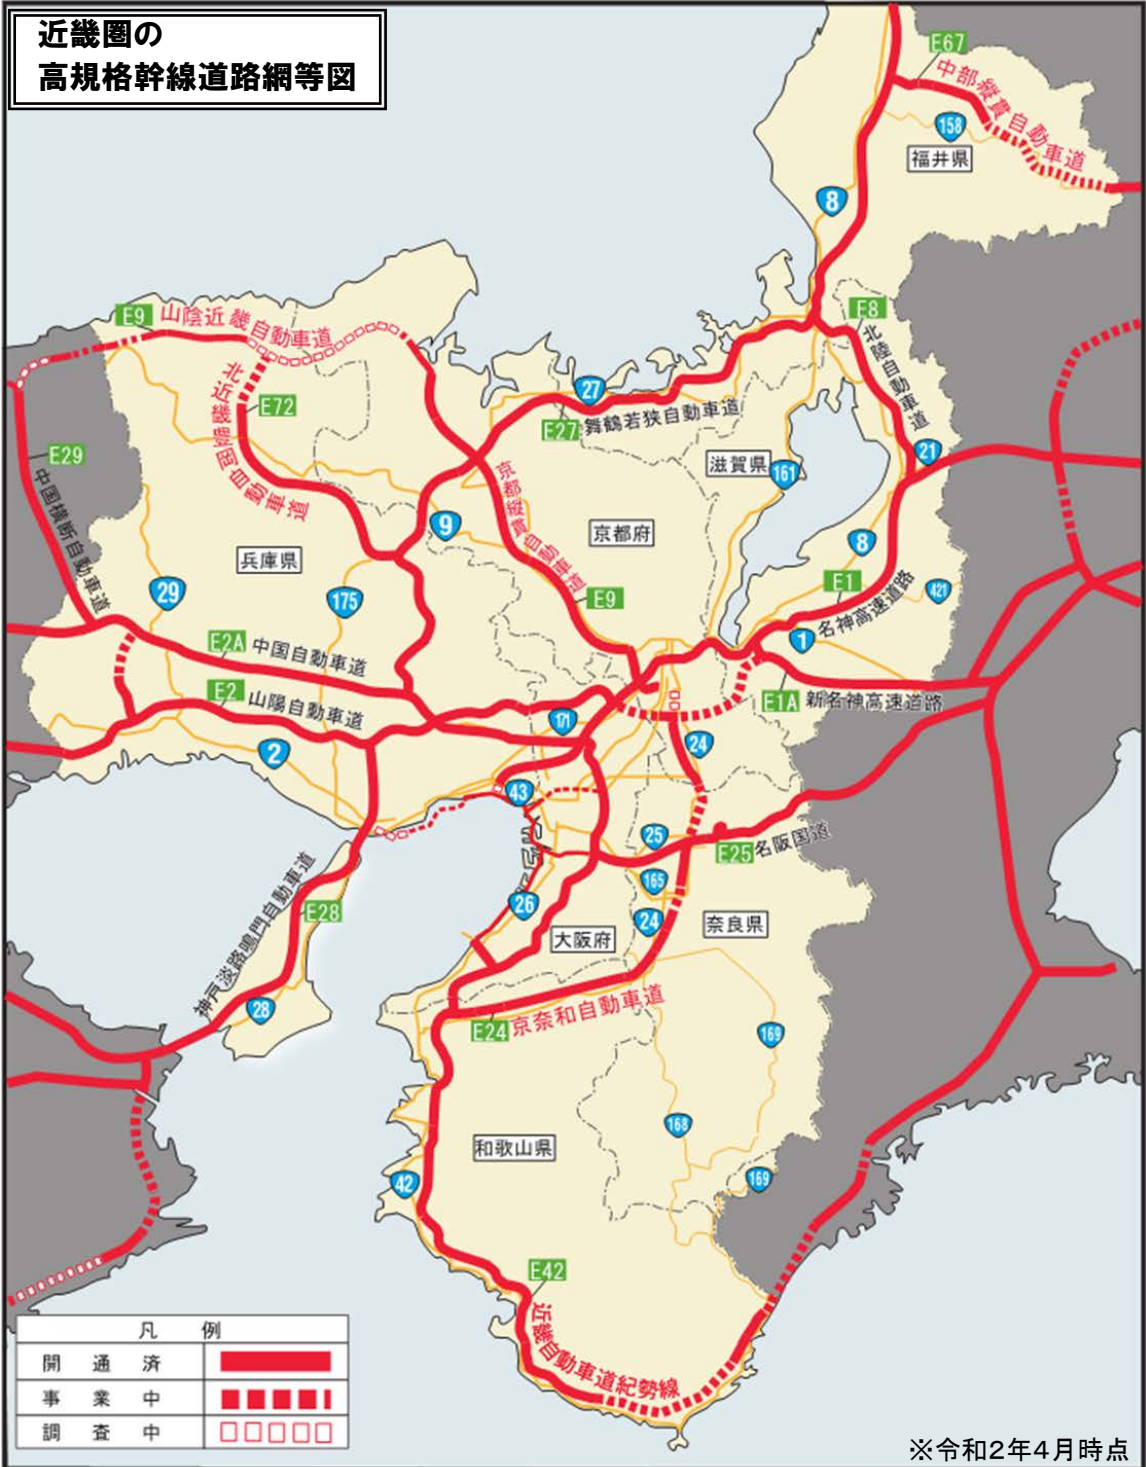 近畿圏の
高規格幹線道路網等図
E67
中部縦貫自動車道
158
福井県
8
E9
山陰近畿自動車道
E8
北陸自動車道
北近畿豊岡自動車道
E72
27
E27
舞鶴若狭自動車道
E29
中国横断自動車道
21
滋賀県
161
京都縦貫自動車道
9
京都府
8
兵庫県
E1
名神高速道路
421
29
175
E9
1
E2A
中国自動車道
E2
山陽自動車道
E1A
新名神高速道路
171
24
2
43
25
E25
名阪国道
165
神戸淡路鳴門自動車道
E28
26
24
大阪府
奈良県
28
E24
京奈和自動車道
169
168
和歌山県
42
169
E42
近畿自動車道紀勢線
凡例
開通済
事業中
調査中
※令和2年4月時点